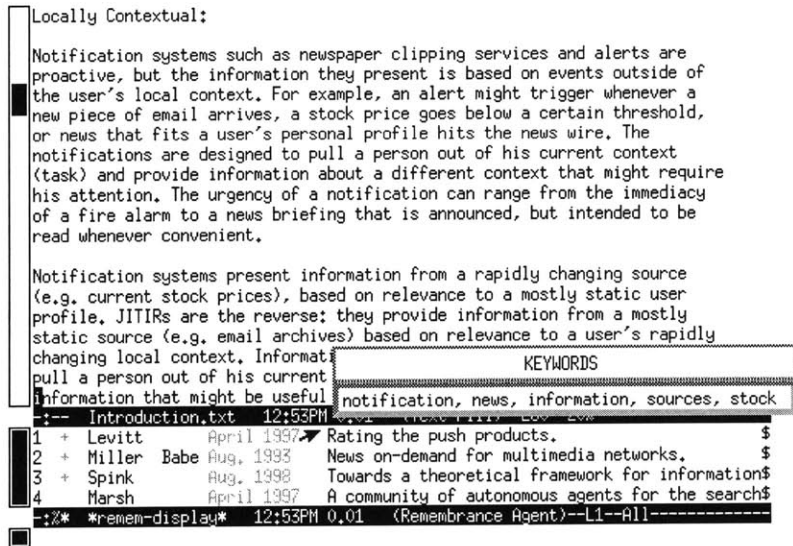 Locally Contextual:
Notification systems such as newspaper clipping services and alerts are
proactive, but the information they present is based on events outside of
the user's local context. For example, an alert might trigger whenever a
new piece of email arrives, a stock price goes below a certain threshold,
or news that fits a user's personal profile hits the news wire. The
notifications are designed to pull a person out of his current context
(task) and provide information about a different context that might require
his attention. The urgency of a notification can range from the immediacy
of a fire alarm to a news briefing that is announced, but intended to be
read whenever convenient.
Notification systems present information from a rapidly changing source
(e.g. current stock prices), based on relevance to a mostly static user
profile. JITIRs are the reverse: they provide information from a mostly
static source (e.g. email archives) based on relevance to a user's rapidly
changing local context. Informati
KEYWORDS
pull a person out of his current
information that might be useful
notification, news, information, sources, stock
-:-- Introduction.txt 12:53PM 0.01
1 + Levitt April 1997 Rating the push products. $
2 + Miller Babe Aug. 1993 News on-demand for multimedia networks. $
3 + Spink Aug. 1998 Towards a theoretical framework for information$
4 Marsh April 1997 A community of autonomous agents for the search$
-:%* *remem-display* 12:53PM 0.01 (Remembrance Agent)--L1--All-------------